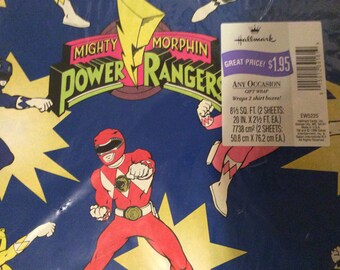 MIGHTY MORPHIN
POWER RANGERS
Hallmark
GREAT PRICE! $1.95
ANY OCCASION
GIFT WRAP
Wraps 2 shirt boxes!
8⅓ SQ. FT. (2 SHEETS:
20 IN. X 2½ FT. EA.)
7738 cm² (2 SHEETS:
50.8 cm X 76.2 cm EA.)